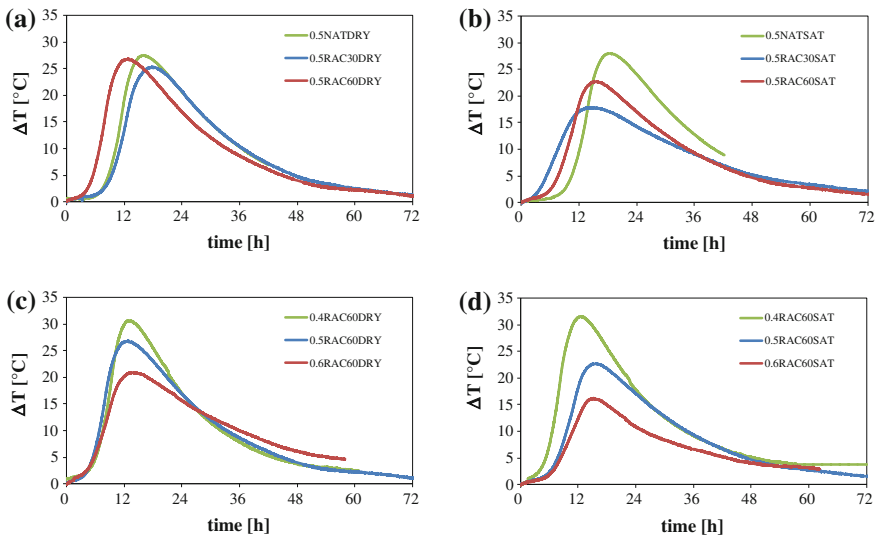 (a)
35
30
25
20
15
10
5
0
ΔT [°C]
0.5NATDRY
0.5RAC30DRY
0.5RAC60DRY
0 12 24 36 48 60 72
time [h]
(b)
35
30
25
20
15
10
5
0
ΔT [°C]
0.5NATSAT
0.5RAC30SAT
0.5RAC60SAT
0 12 24 36 48 60 72
time [h]
(c)
35
30
25
20
15
10
5
0
ΔT [°C]
0.4RAC60DRY
0.5RAC60DRY
0.6RAC60DRY
0 12 24 36 48 60 72
time [h]
(d)
35
30
25
20
15
10
5
0
ΔT [°C]
0.4RAC60SAT
0.5RAC60SAT
0.6RAC60SAT
0 12 24 36 48 60 72
time [h]